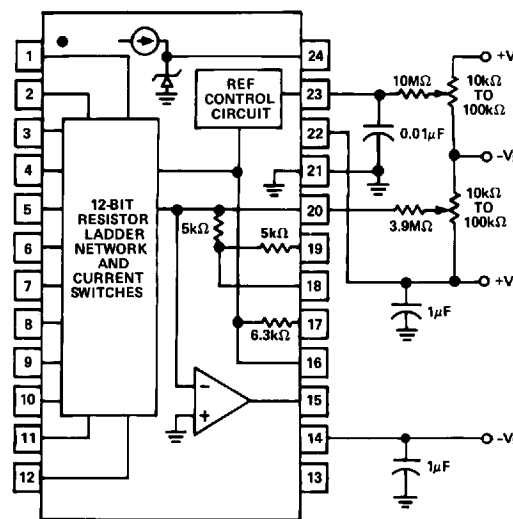 1
2
3
4
5
6
7
8
9
10
11
12
12-BIT
RESISTOR
LADDER
NETWORK
AND
CURRENT
SWITCHES
REF
CONTROL
CIRCUIT
5kΩ
5kΩ
6.3kΩ
−
+
24
23
22
21
20
19
18
17
16
15
14
13
10MΩ
0.01μF
3.9MΩ
1μF
1μF
10kΩ
TO
100kΩ
10kΩ
TO
100kΩ
+V
−V
+V
−V